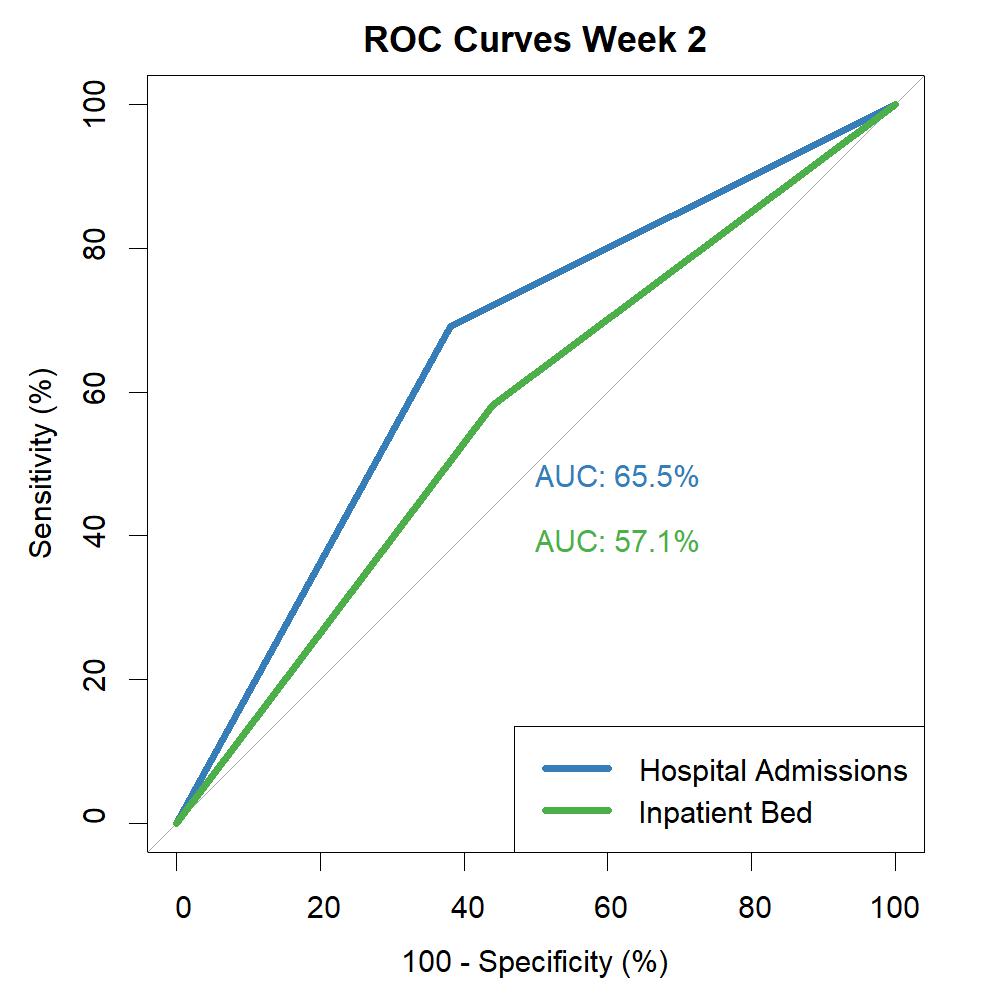 ROC Curves Week 2
100
80
60
40
20
0
Sensitivity (%)
AUC: 65.5%
AUC: 57.1%
Hospital Admissions
Inpatient Bed
0 20 40 60 80 100
100 - Specificity (%)